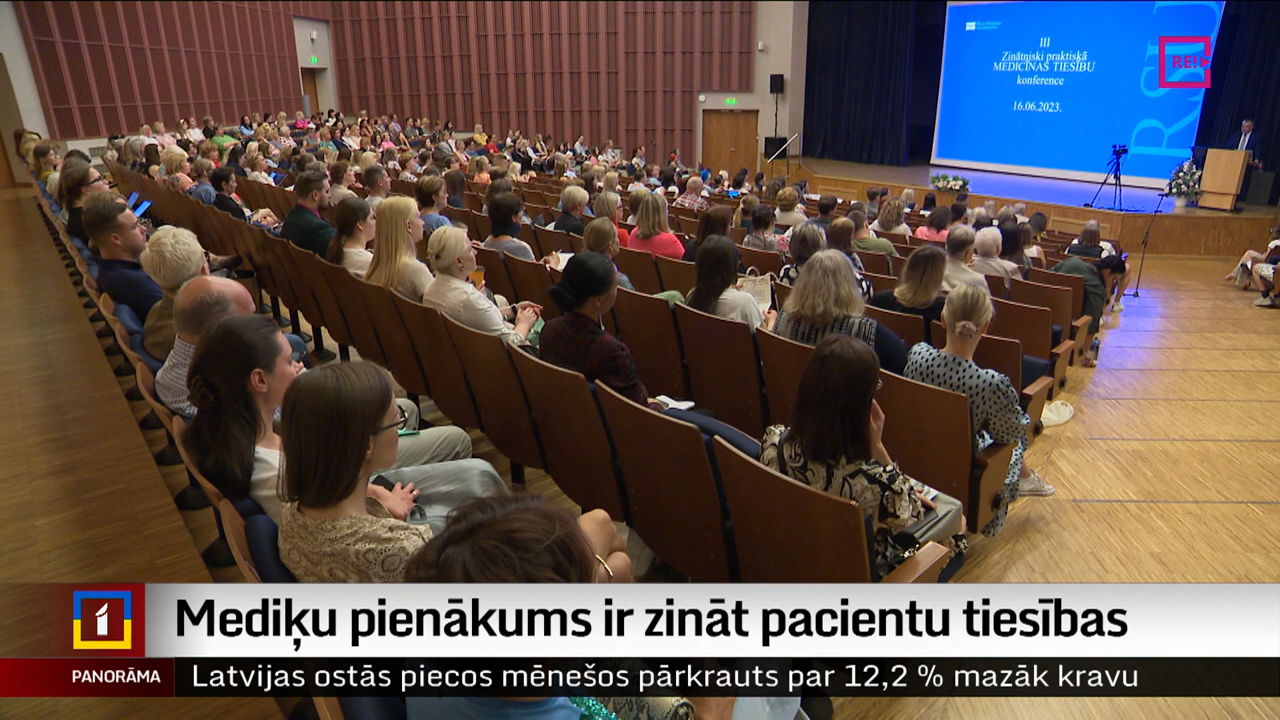 III
Zinātniski praktiskā
MEDICĪNAS TIESĪBU
konference
16.06.2023.
RSU
RE!
1
Mediķu pienākums ir zināt pacientu tiesības
PANORĀMA
Latvijas ostās piecos mēnešos pārkrauts par 12,2 % mazāk kravu